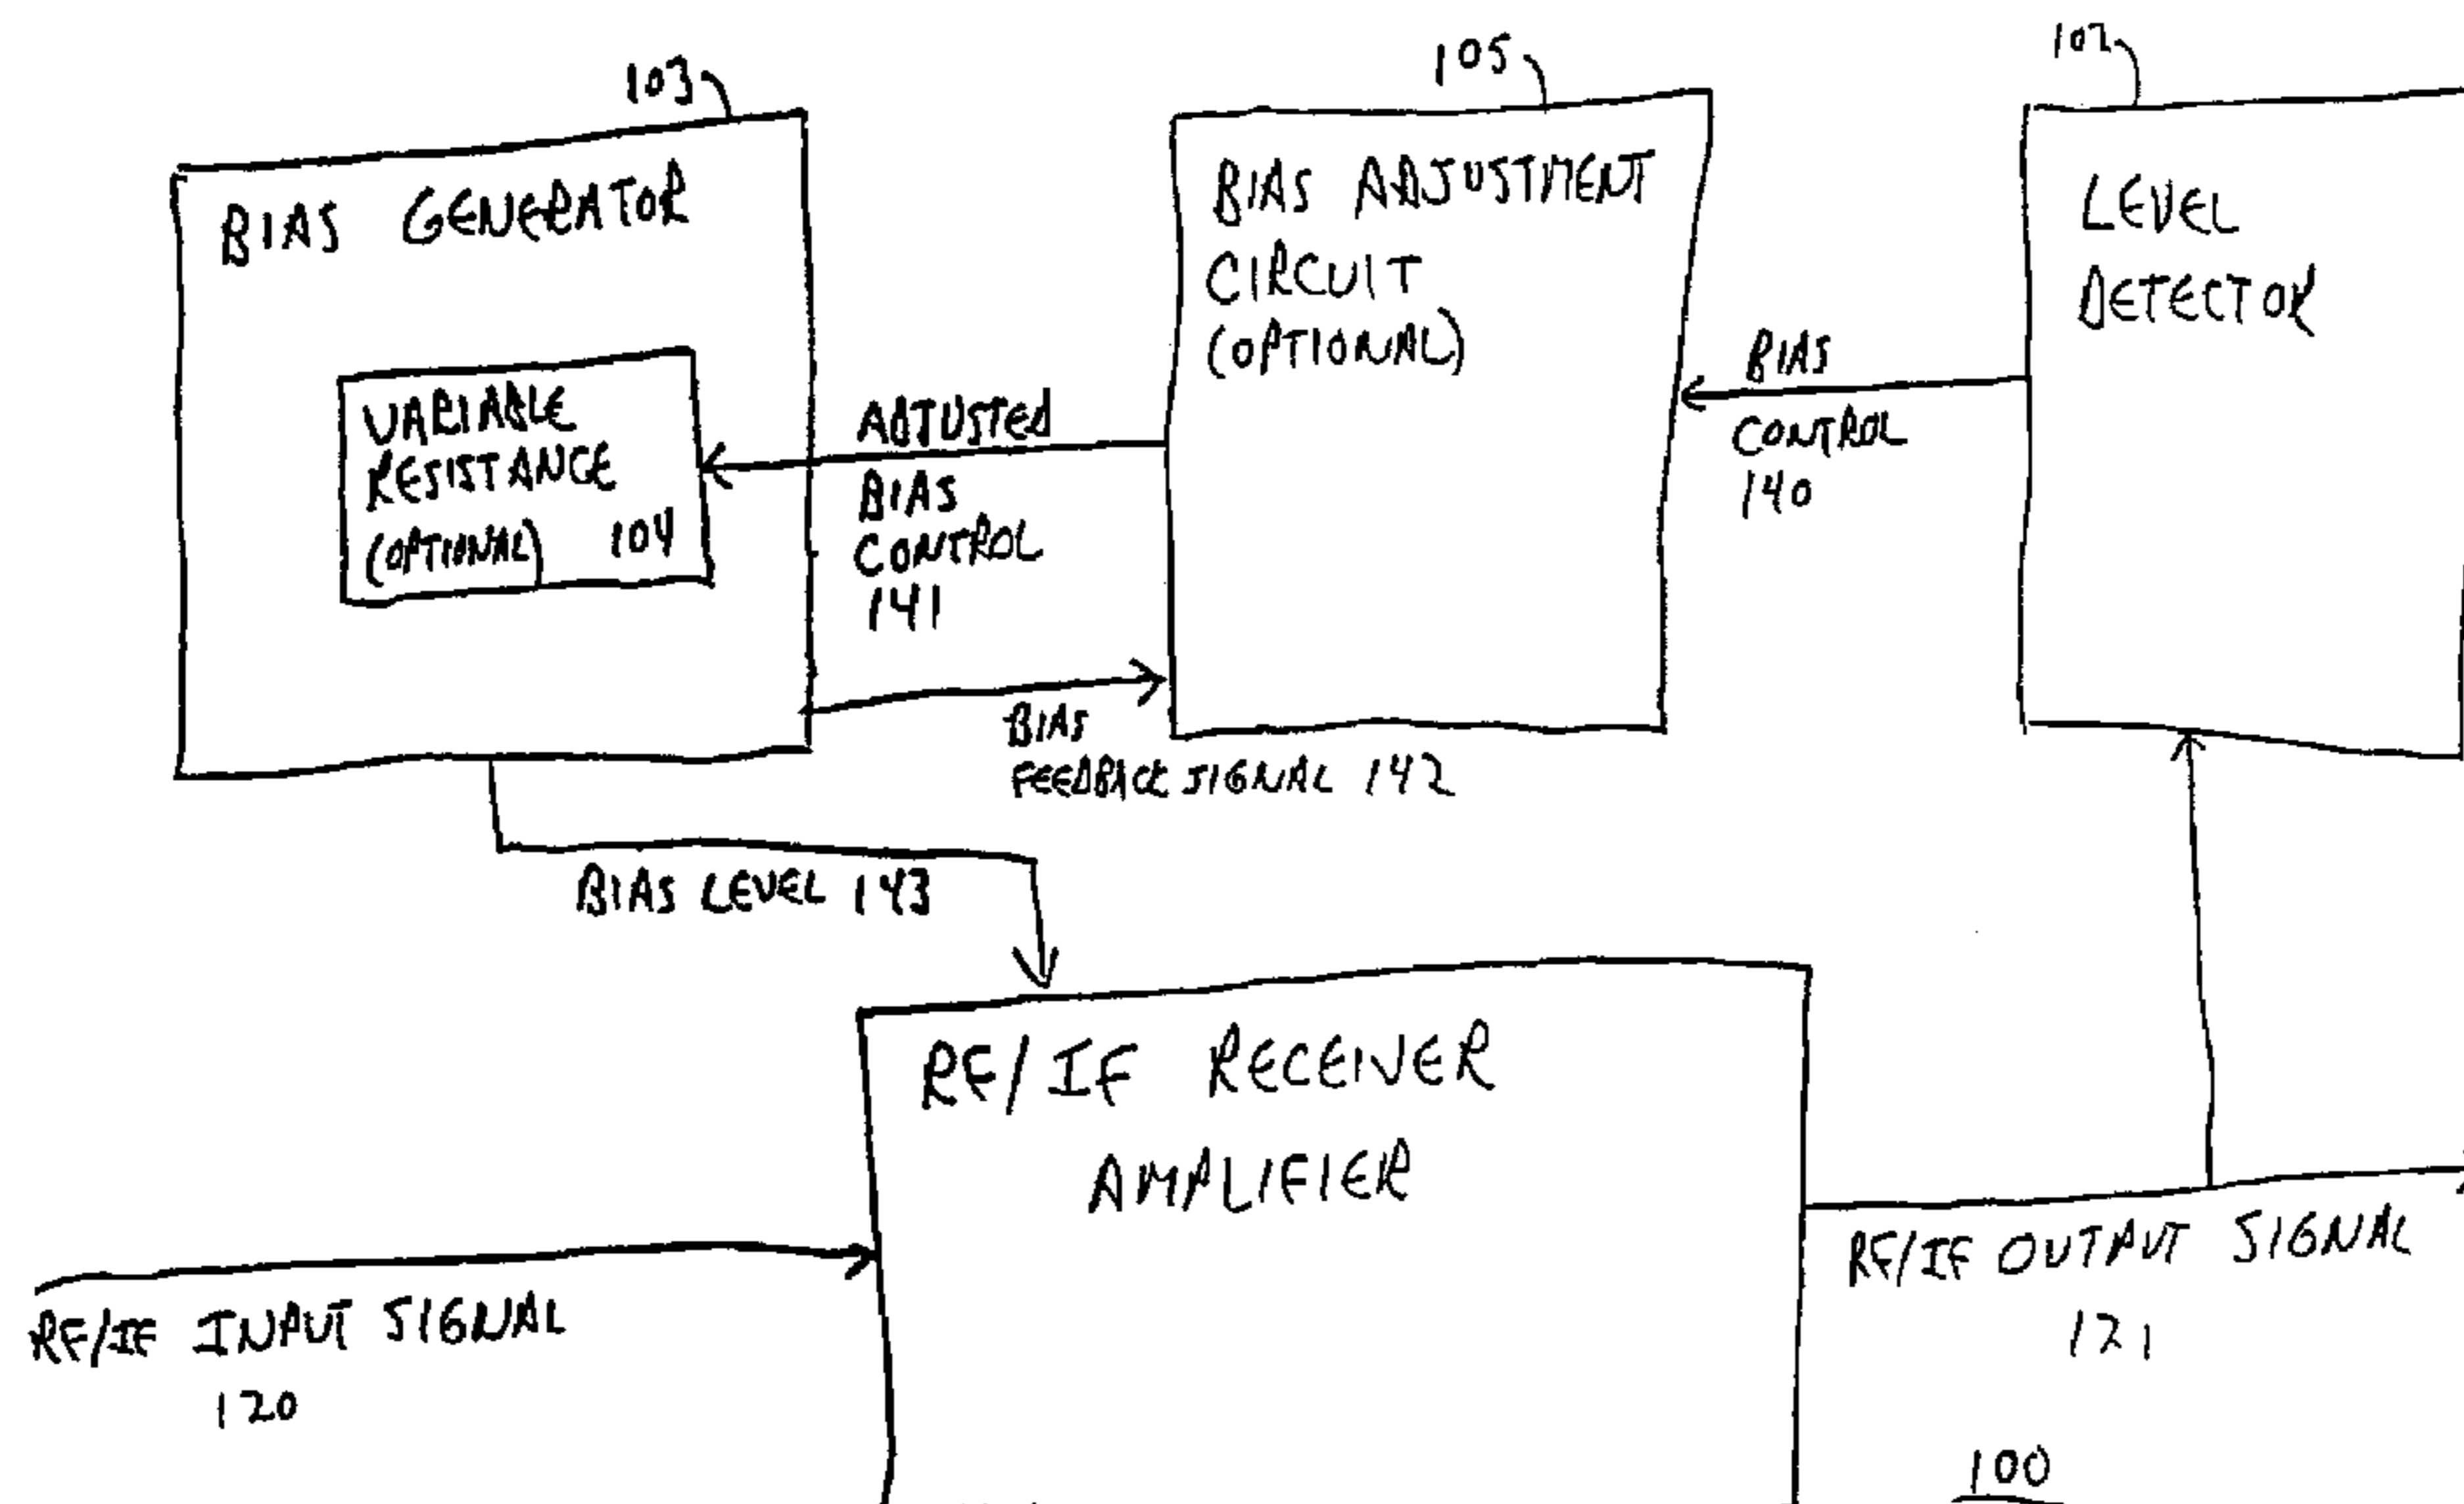 103
BIAS GENERATOR
VARIABLE
RESISTANCE
(OPTIONAL) 104
ADJUSTED
BIAS
CONTROL
141
105
BIAS ADJUSTMENT
CIRCUIT
(OPTIONAL)
BIAS
CONTROL
140
102
LEVEL
DETECTOR
BIAS
FEEDBACK SIGNAL 142
BIAS LEVEL 143
RF/IF RECEIVER
AMPLIFIER
RF/IF INPUT SIGNAL
120
RF/IF OUTPUT SIGNAL
121
100